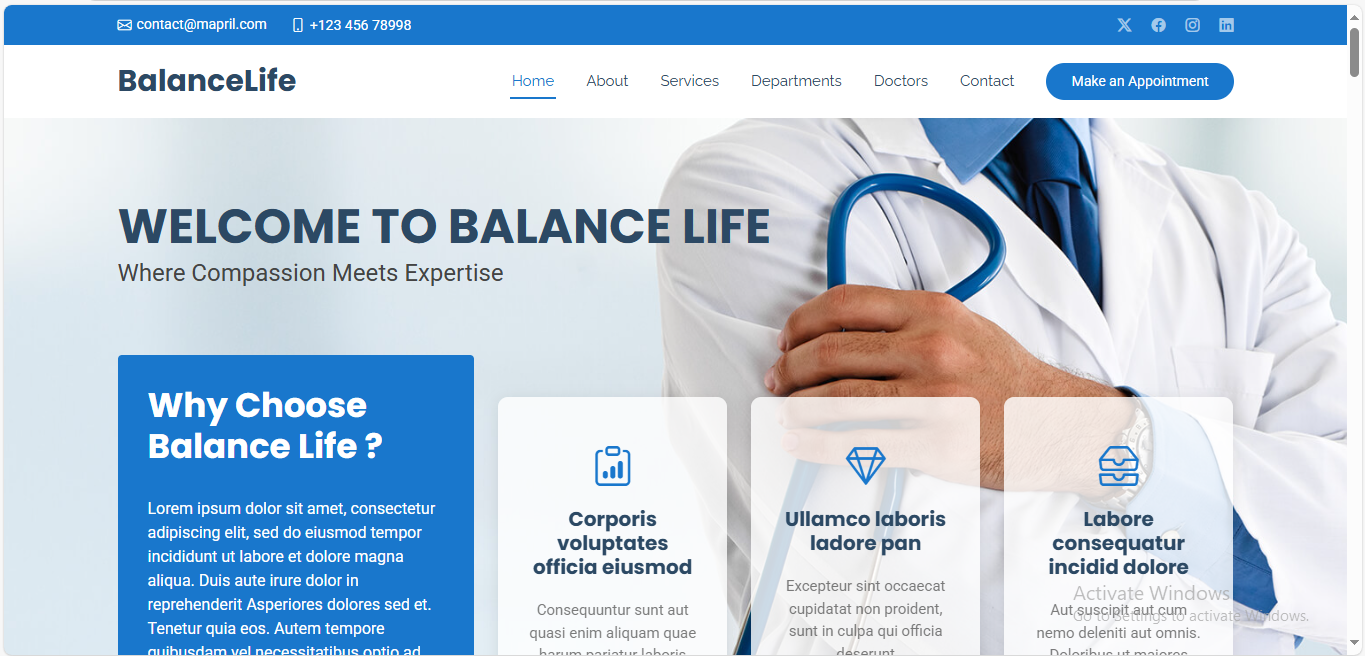 contact@mapril.com +123 456 78998
BalanceLife
Home About Services Departments Doctors Contact Make an Appointment
WELCOME TO BALANCE LIFE
Where Compassion Meets Expertise
Why Choose
Balance Life ?
Lorem ipsum dolor sit amet, consectetur
adipiscing elit, sed do eiusmod tempor
incididunt ut labore et dolore magna
aliqua. Duis aute irure dolor in
reprehenderit Asperiores dolores sed et.
Tenetur quia eos. Autem tempore
quibusdam vel necessitatibus optio ad
Corporis
voluptates
officia eiusmod
Consequuntur sunt aut
quasi enim aliquam quae
harum pariatur laboris
Ullamco laboris
ladore pan
Excepteur sint occaecat
cupidatat non proident,
sunt in culpa qui officia
deserunt
Labore
consequatur
incidid dolore
Aut suscipit aut cum
nemo deleniti aut omnis.
Doloribus ut maiores
Activate Windows
Go to Settings to activate Windows.